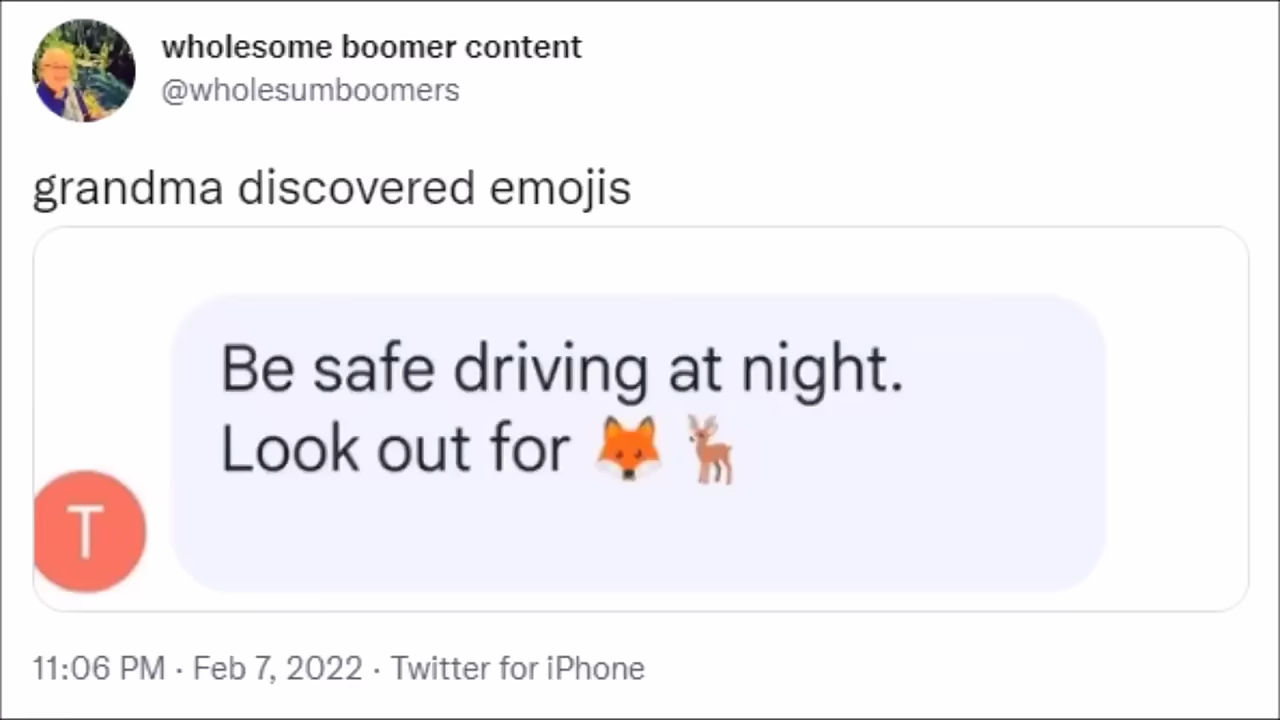 wholesome boomer content
@wholesumboomers
grandma discovered emojis
Be safe driving at night.
Look out for 🦊 🦌
T
11:06 PM · Feb 7, 2022 · Twitter for iPhone